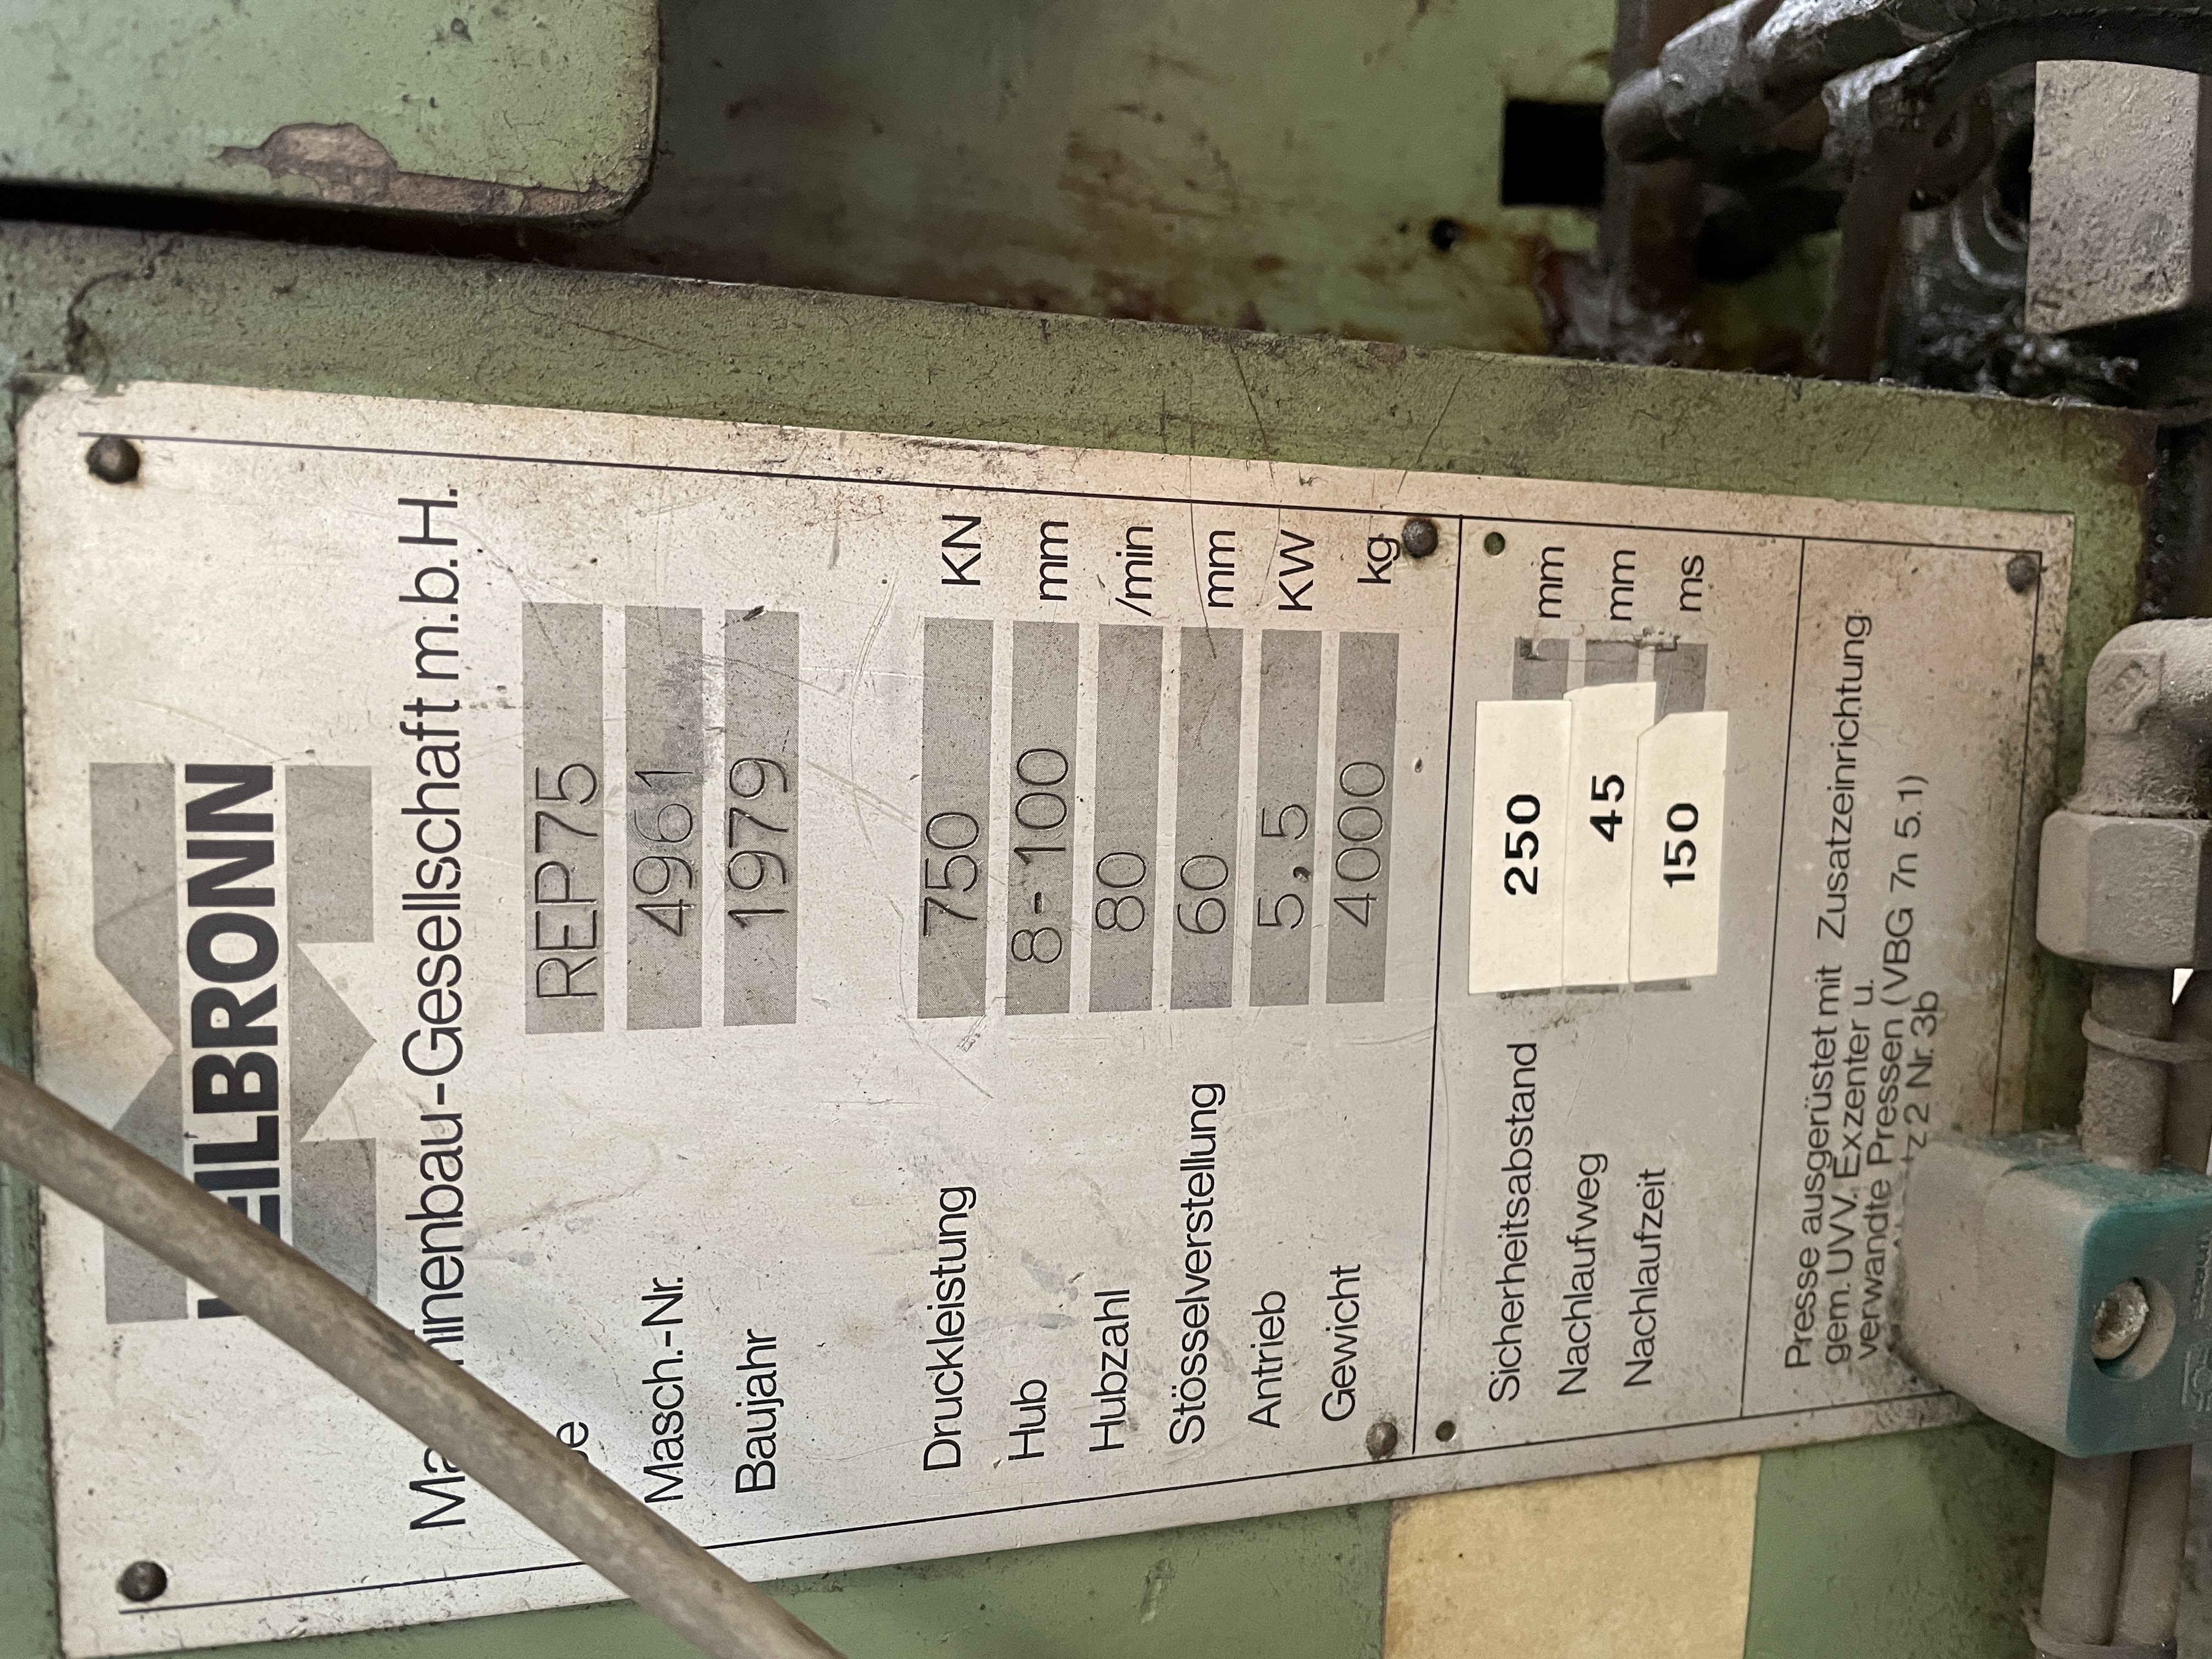 HEILBRONN
Maschinenbau-Gesellschaft m.b.H.
REP75
Masch.-Nr. 4961
Baujahr 1979
Druckleistung 750 KN
Hub 8-100 mm
Hubzahl 80 /min
Stösselverstellung 60 mm
Antrieb 5,5 KW
Gewicht 4000 kg
Sicherheitsabstand 250 mm
Nachlaufweg 45 mm
Nachlaufzeit 150 ms
Presse ausgerüstet mit Zusatzeinrichtung
gem. UVV. Exzenter u.
verwandte Pressen (VBG 7n 5.1)
2 Nr. 3b